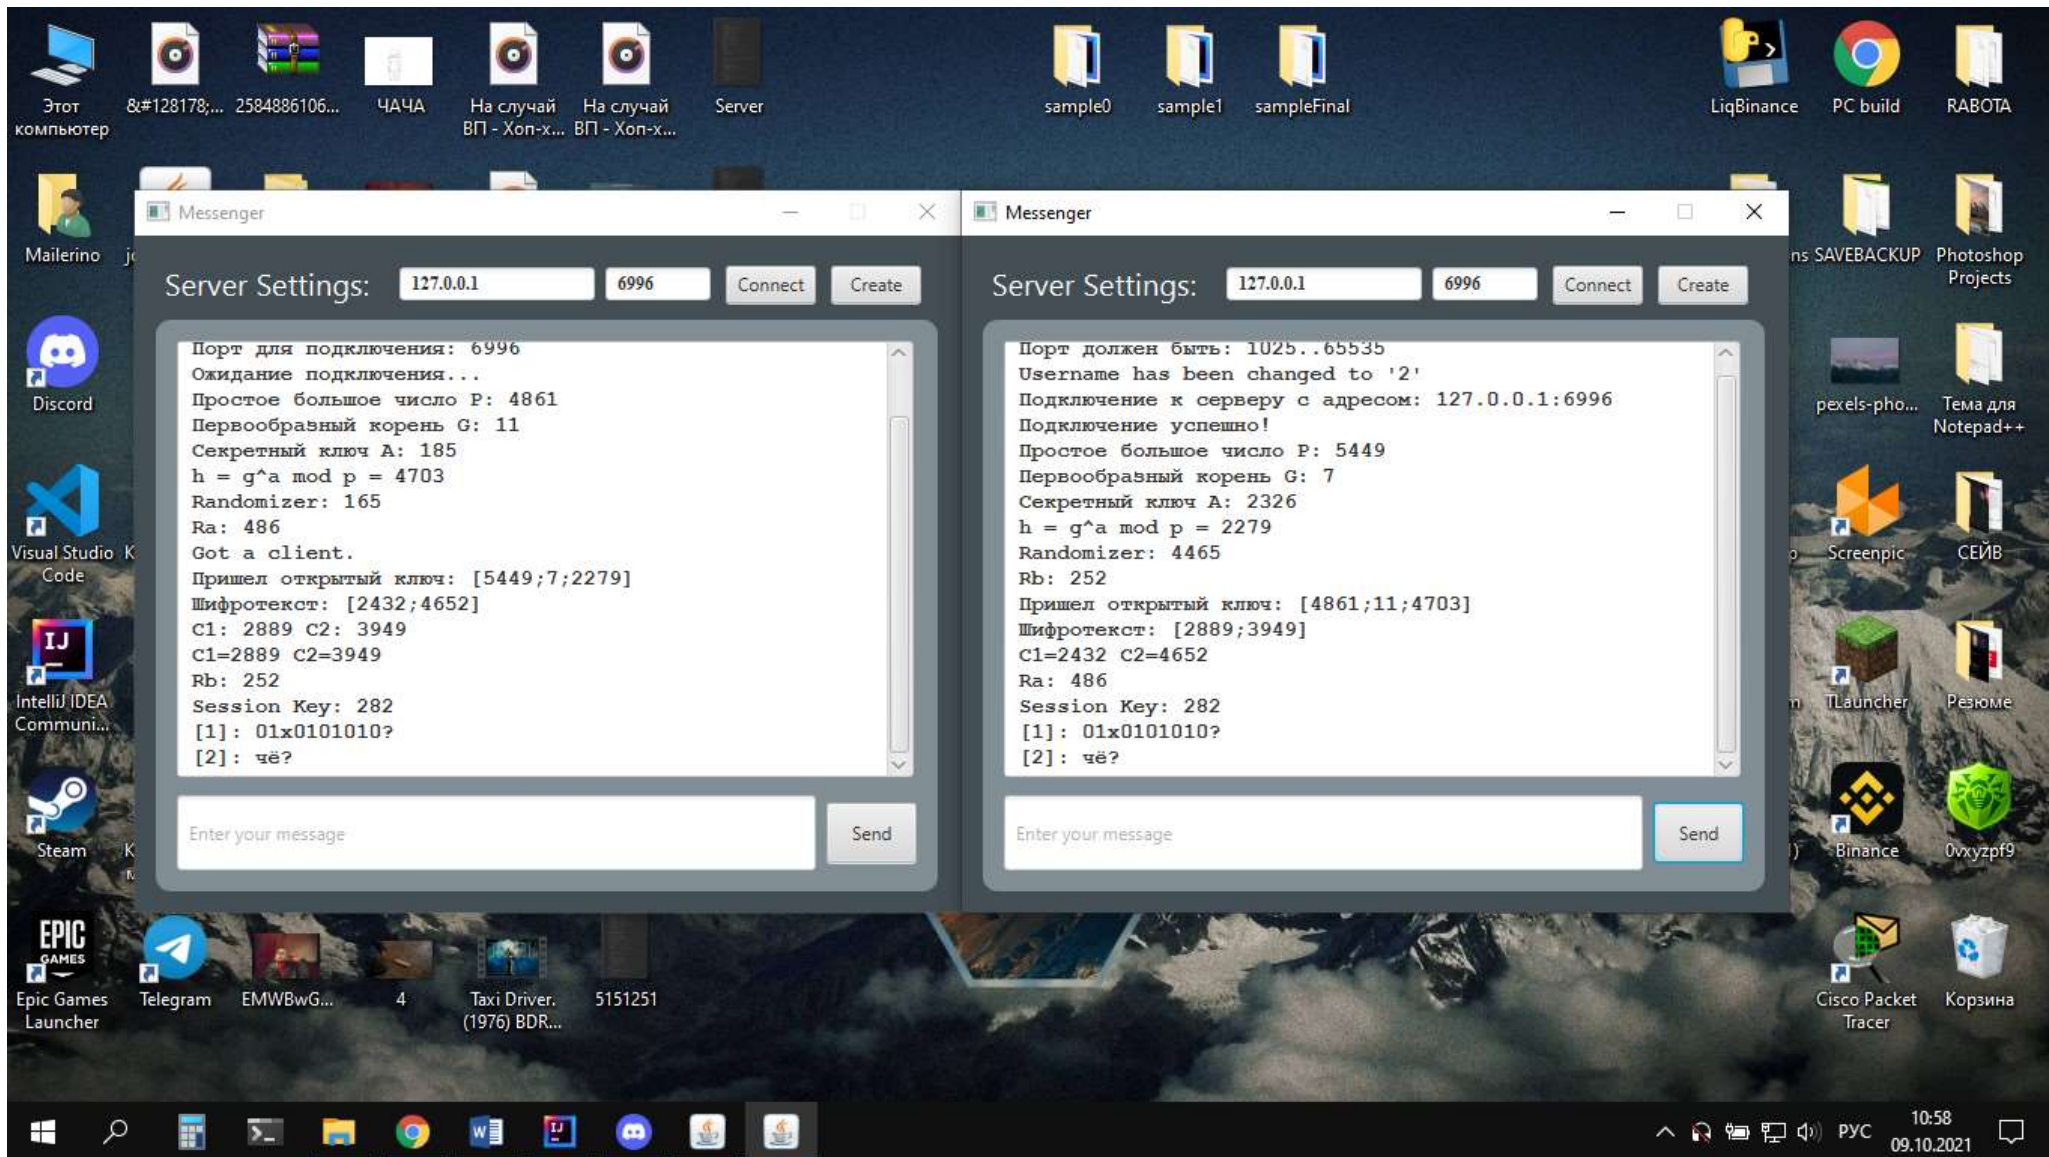 Этот
компьютер
&#128178;...
2584886106...
ЧАЧА
На случай
ВП - Хоп-х...
На случай
ВП - Хоп-х...
Server
sample0
sample1
sampleFinal
LiqBinance
PC build
RABOTA
Mailerino
SAVEBACKUP
Photoshop
Projects
Discord
pexels-pho...
Тема для
Notepad++
Visual Studio
Code
Screenpic
СЕЙВ
IJ
IntelliJ IDEA
Communi...
TLauncher
Резюме
Steam
Binance
0vxyzpf9
EPIC
GAMES
Epic Games
Launcher
Telegram
EMWBwG...
4
Taxi Driver.
(1976) BDR...
5151251
Cisco Packet
Tracer
Корзина
Messenger
Server Settings:
127.0.0.1
6996
Connect
Create
Порт для подключения: 6996
Ожидание подключения...
Простое большое число P: 4861
Первообразный корень G: 11
Секретный ключ A: 185
h = g^a mod p = 4703
Randomizer: 165
Ra: 486
Got a client.
Пришел открытый ключ: [5449;7;2279]
Шифротекст: [2432;4652]
C1: 2889 C2: 3949
C1=2889 C2=3949
Rb: 252
Session Key: 282
[1]: 01x0101010?
[2]: чё?
Enter your message
Send
Messenger
Server Settings:
127.0.0.1
6996
Connect
Create
Порт должен быть: 1025..65535
Username has been changed to '2'
Подключение к серверу с адресом: 127.0.0.1:6996
Подключение успешно!
Простое большое число P: 5449
Первообразный корень G: 7
Секретный ключ A: 2326
h = g^a mod p = 2279
Randomizer: 4465
Rb: 252
Пришел открытый ключ: [4861;11;4703]
Шифротекст: [2889;3949]
C1=2432 C2=4652
Ra: 486
Session Key: 282
[1]: 01x0101010?
[2]: чё?
Enter your message
Send
РУС
10:58
09.10.2021